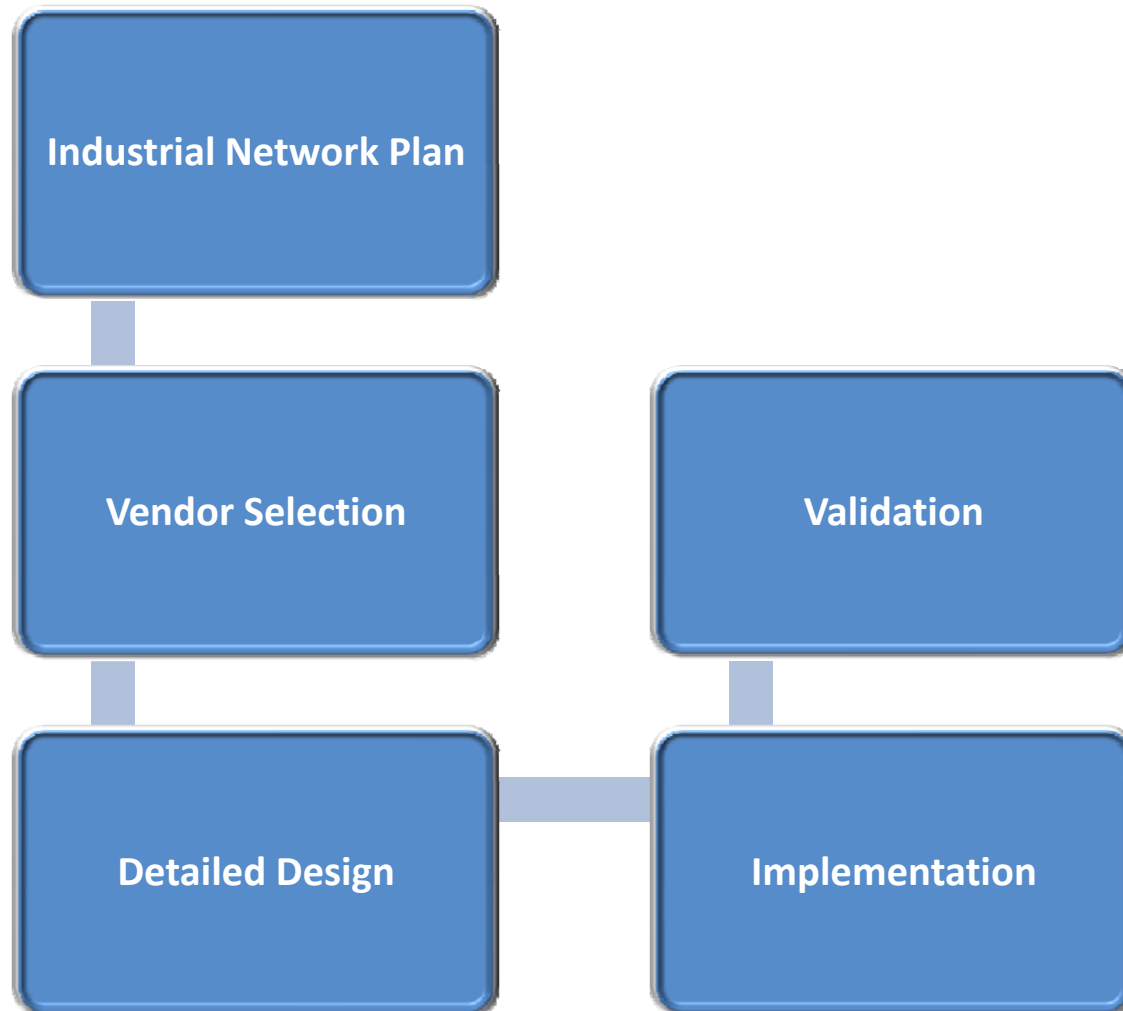 Industrial Network Plan
Vendor Selection
Detailed Design
Implementation
Validation